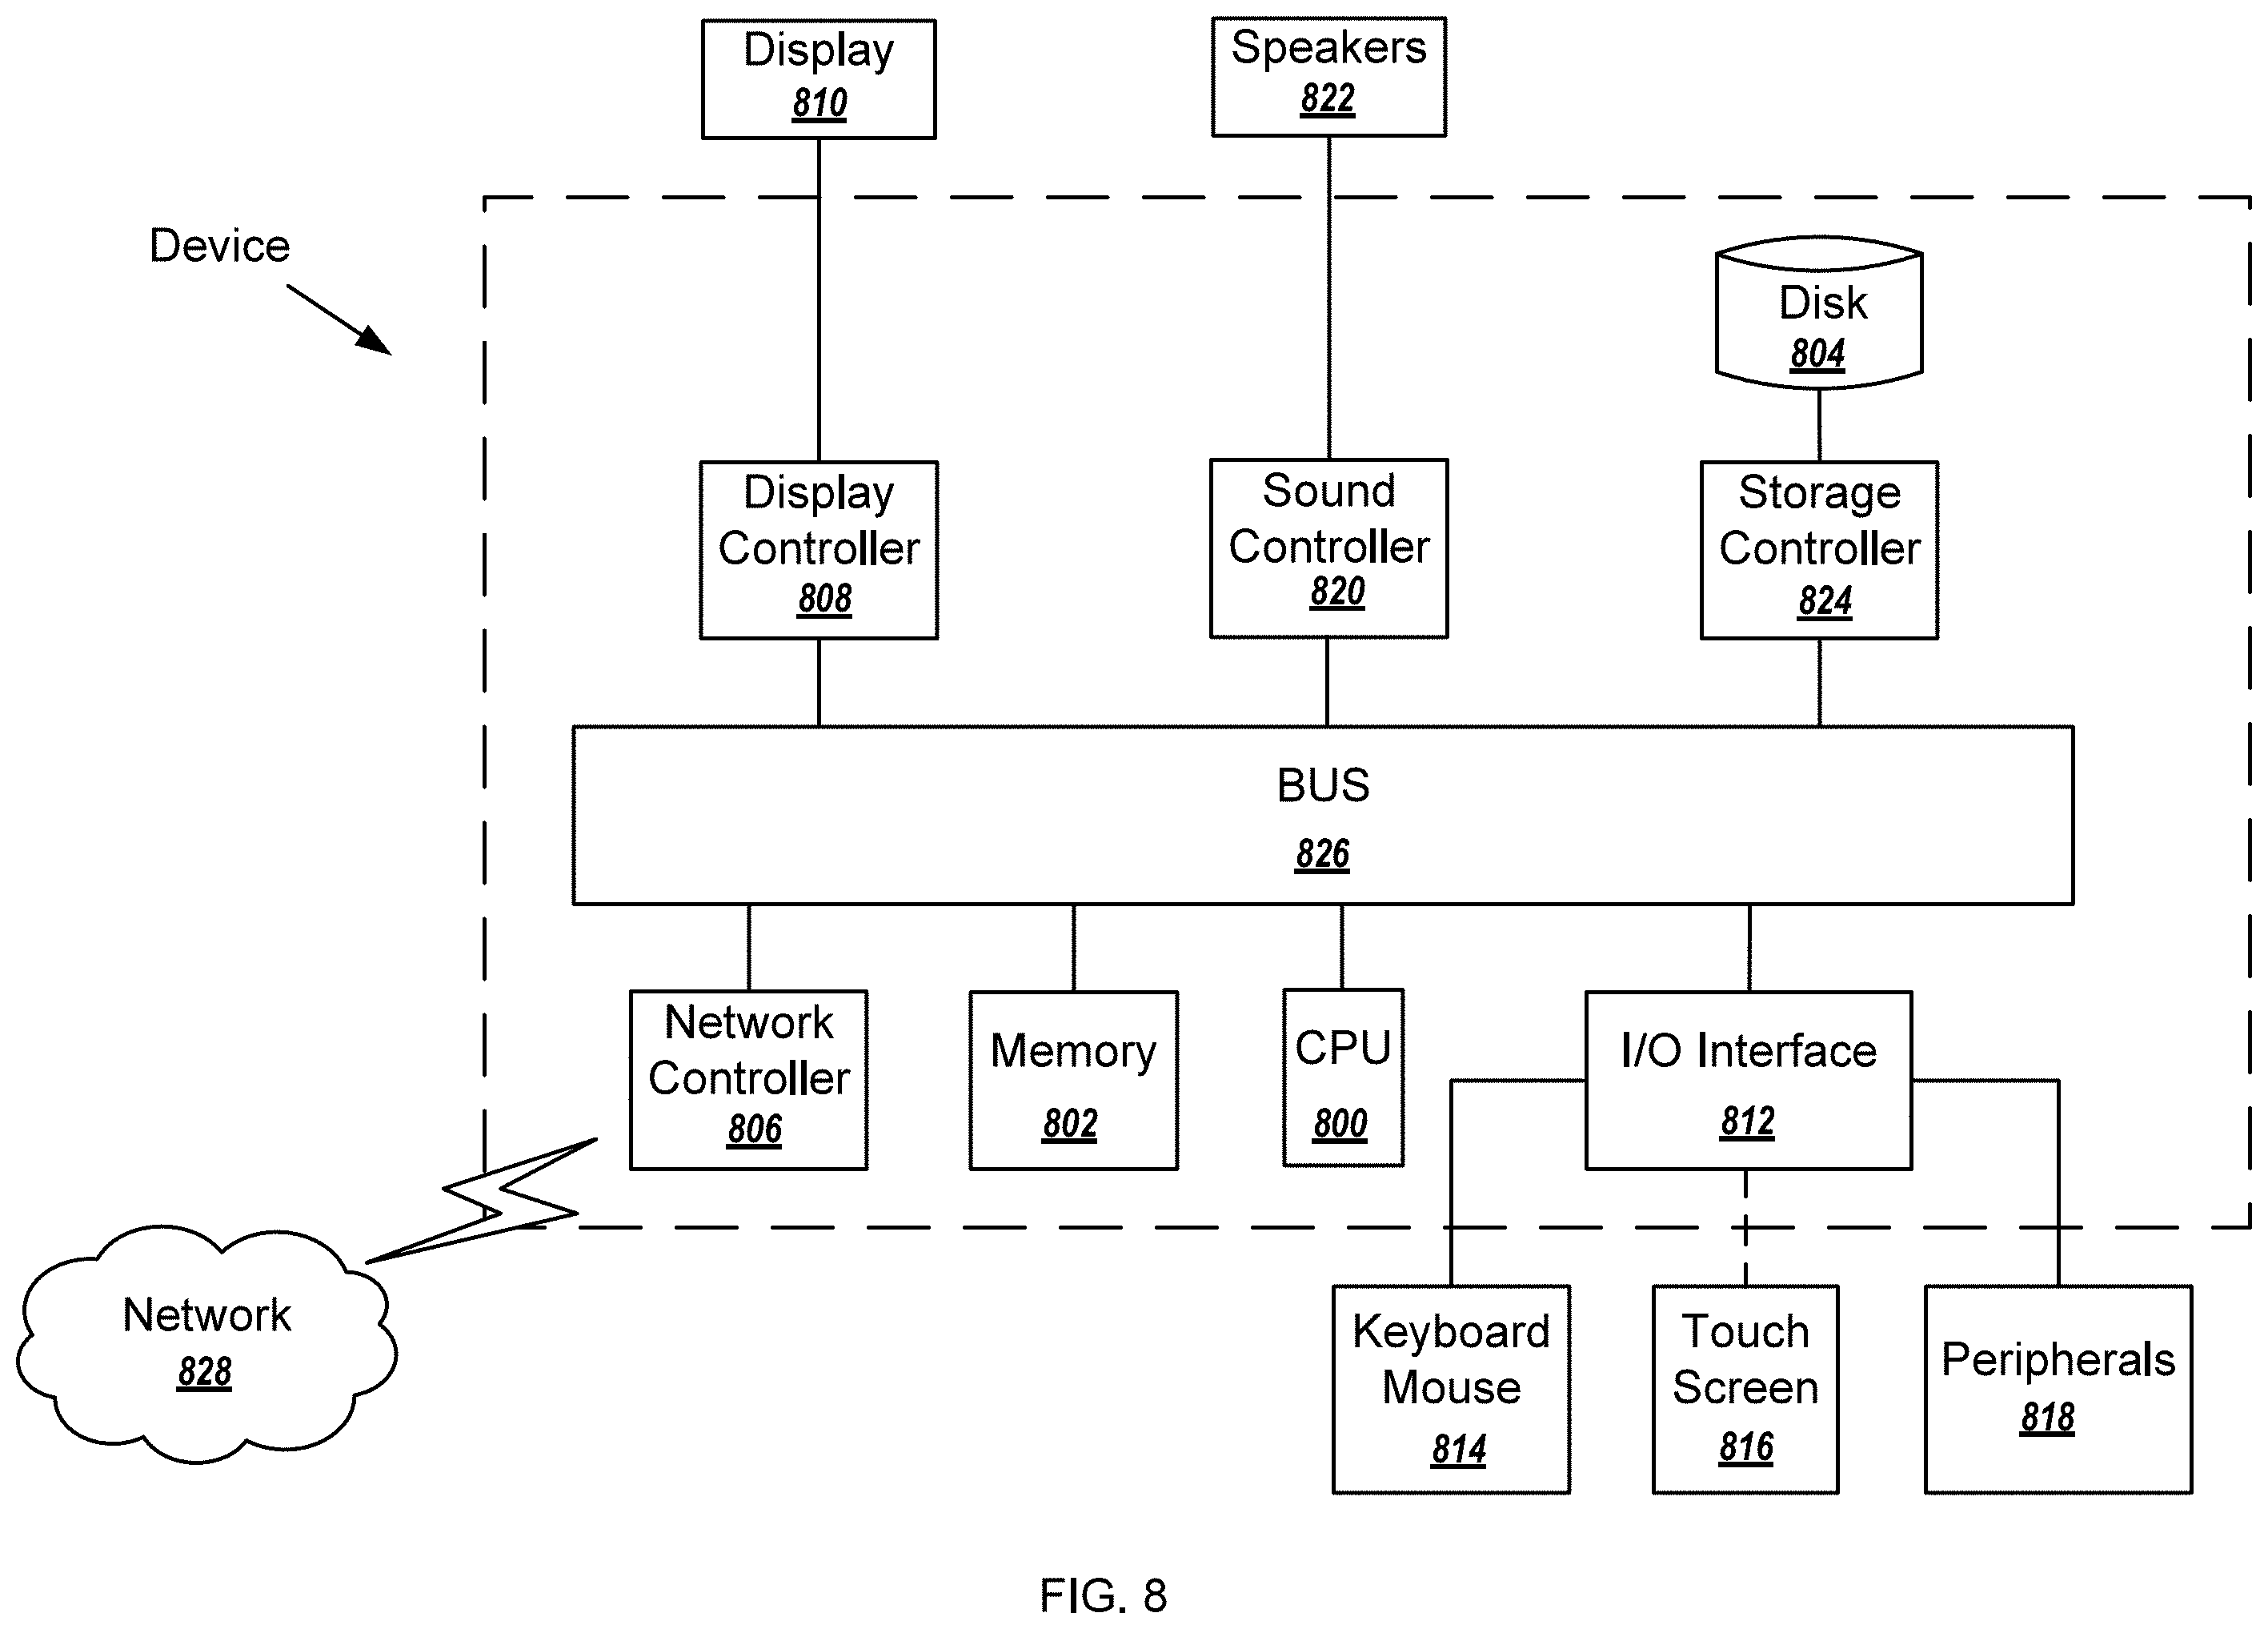 Display
810
Speakers
822
Device
Disk
804
Display
Controller
808
Sound
Controller
820
Storage
Controller
824
BUS
826
Network
Controller
806
Memory
802
CPU
800
I/O Interface
812
Network
828
Keyboard
Mouse
814
Touch
Screen
816
Peripherals
818
FIG. 8